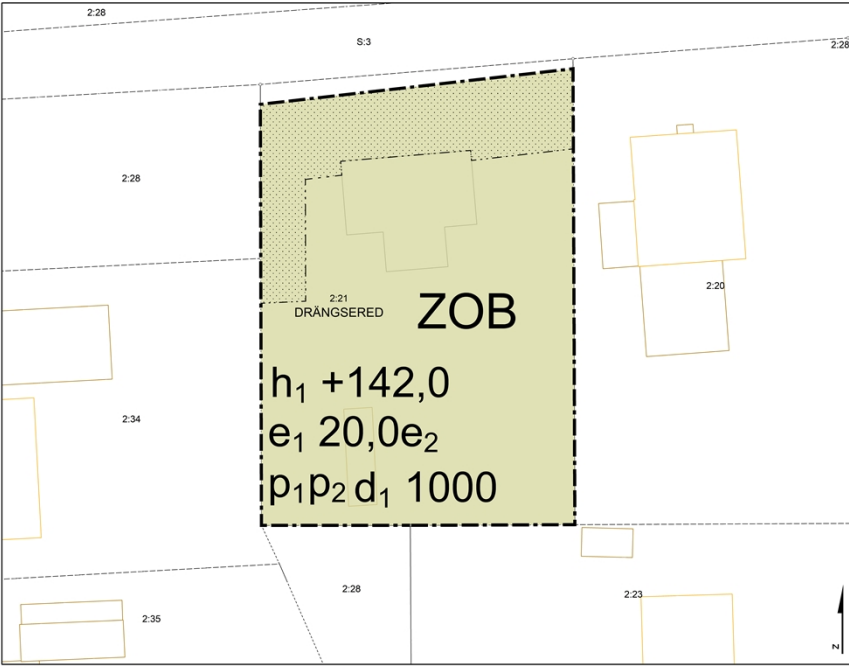 2:28
S:3
2:28
2:28
2:20
2:21
DRÄNGSERED
ZOB
h₁ +142,0
2:34
e₁ 20,0e₂
p₁p₂ d₁ 1000
2:28
2:23
2:35
N